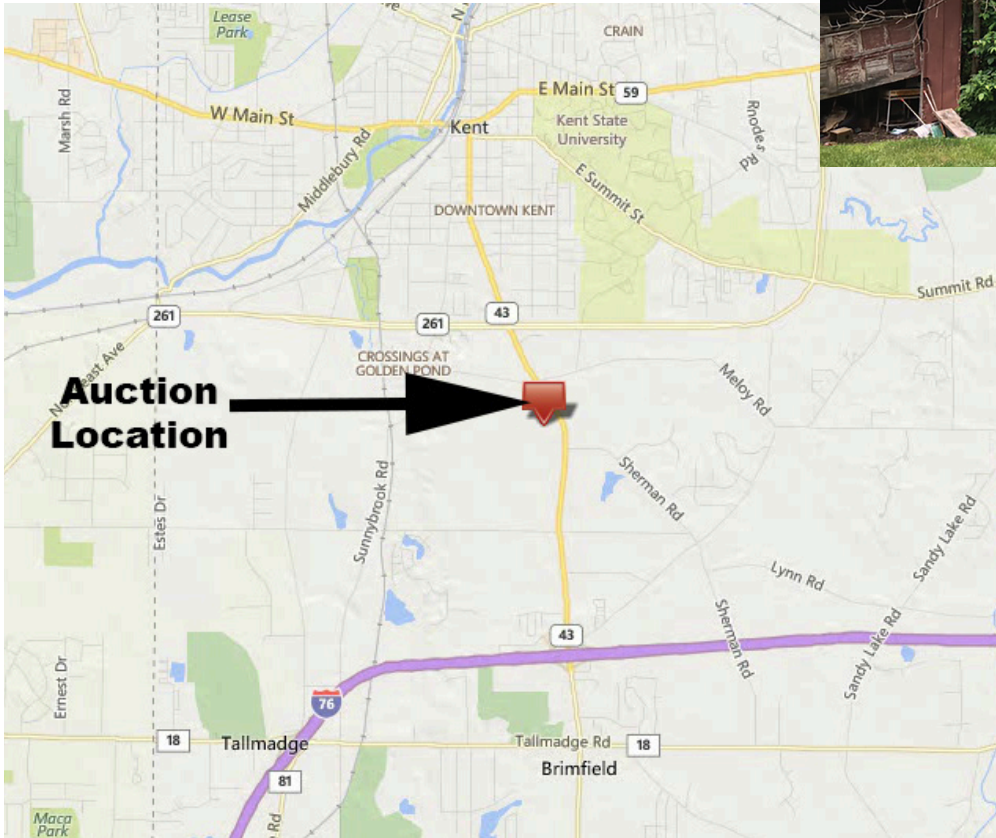 Lease
Park
CRAIN
Marsh Rd
W Main St
E Main St
59
Kent
Kent State
University
Rhodes
Rd
Middlebury Rd
E Summit St
DOWNTOWN KENT
Summit Rd
261
43
261
CROSSINGS AT
GOLDEN POND
Meloy Rd
Auction
Location
Sherman Rd
Estes Dr
Sunnybrook Rd
Sandy Lake Rd
Lynn Rd
43
Sherman Rd
Sandy Lake Rd
Ernest Dr
76
18
Tallmadge
Tallmadge Rd
18
Brimfield
81
Rd
Maca
Park